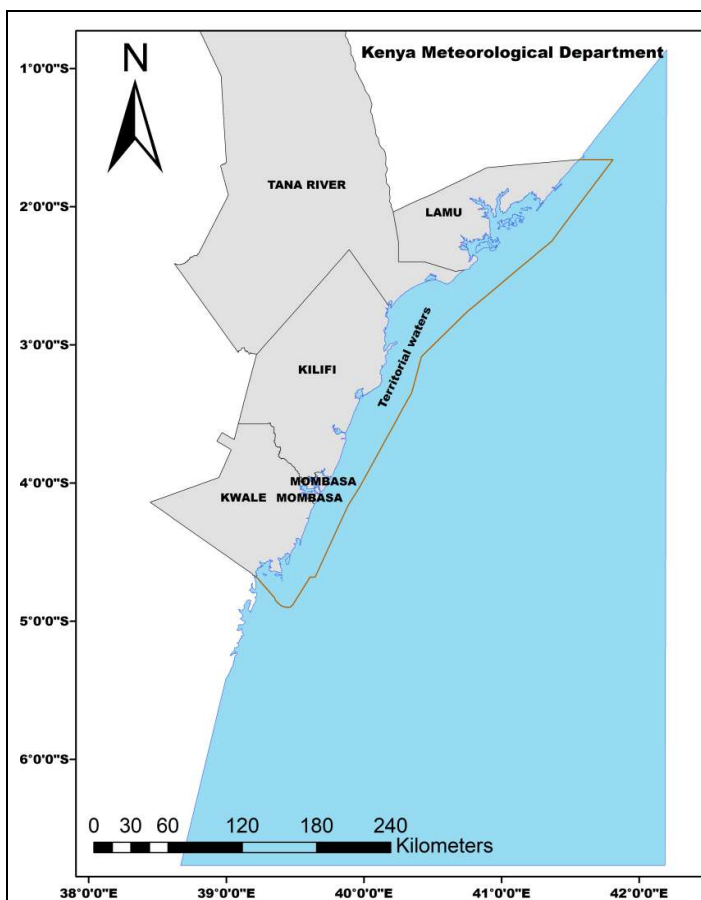 Kenya Meteorological Department
N
1°0'0"S
2°0'0"S
3°0'0"S
4°0'0"S
5°0'0"S
6°0'0"S
TANA RIVER
LAMU
KILIFI
Territorial waters
MOMBASA
KWALE MOMBASA
0 30 60 120 180 240
Kilometers
38°0'0"E 39°0'0"E 40°0'0"E 41°0'0"E 42°0'0"E